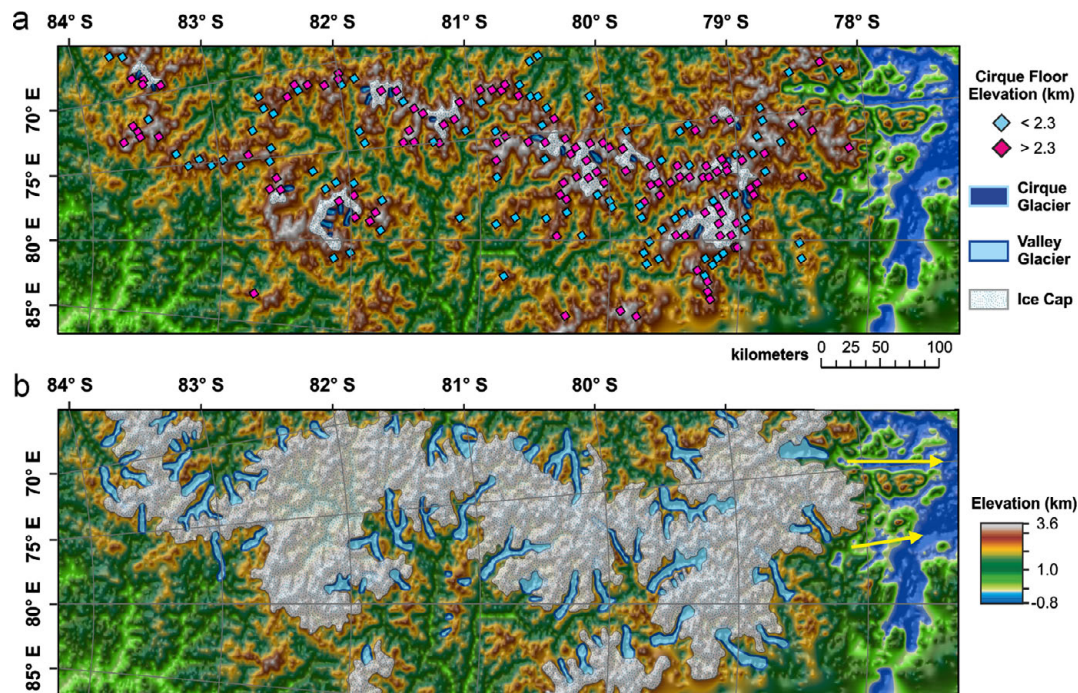 a
84° S 83° S 82° S 81° S 80° S 79° S 78° S
70° E
75° E
80° E
85° E
Cirque Floor
Elevation (km)
< 2.3
> 2.3
Cirque
Glacier
Valley
Glacier
Ice Cap
kilometers 0 25 50 100
b
84° S 83° S 82° S 81° S 80° S
70° E
75° E
80° E
85° E
Elevation (km)
3.6
1.0
-0.8